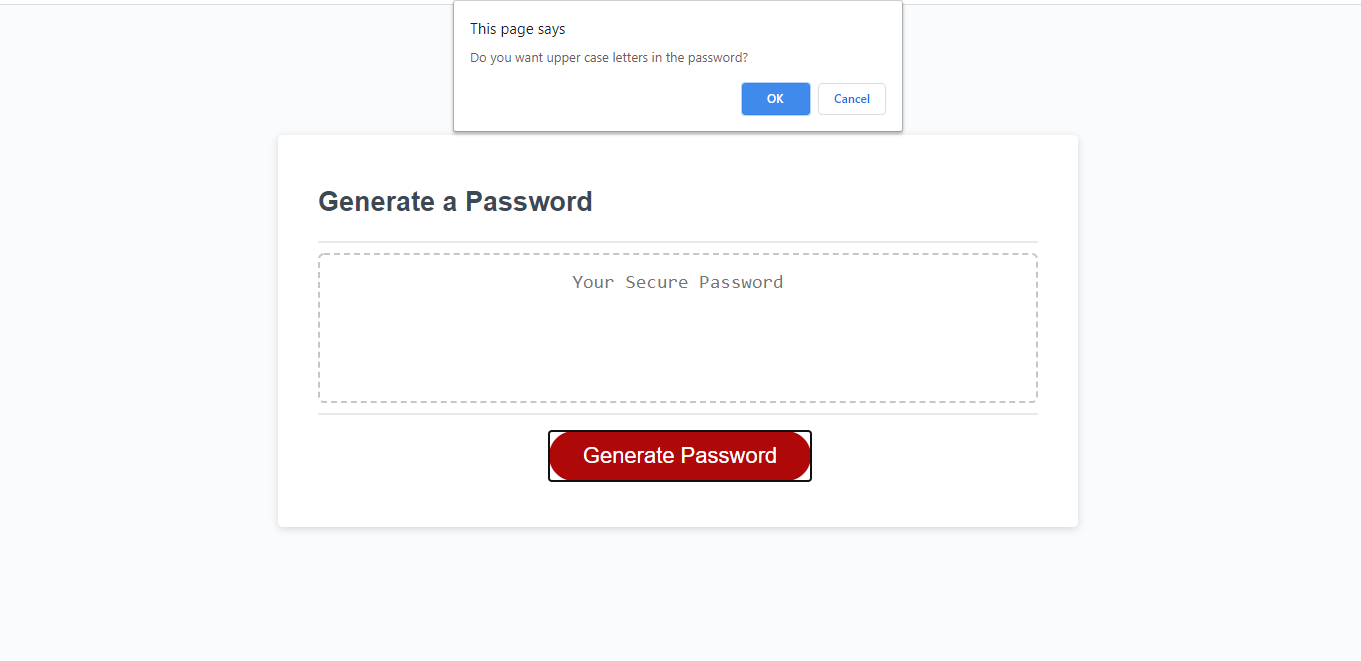 This page says
Do you want upper case letters in the password?
OK Cancel
Generate a Password
Your Secure Password
Generate Password